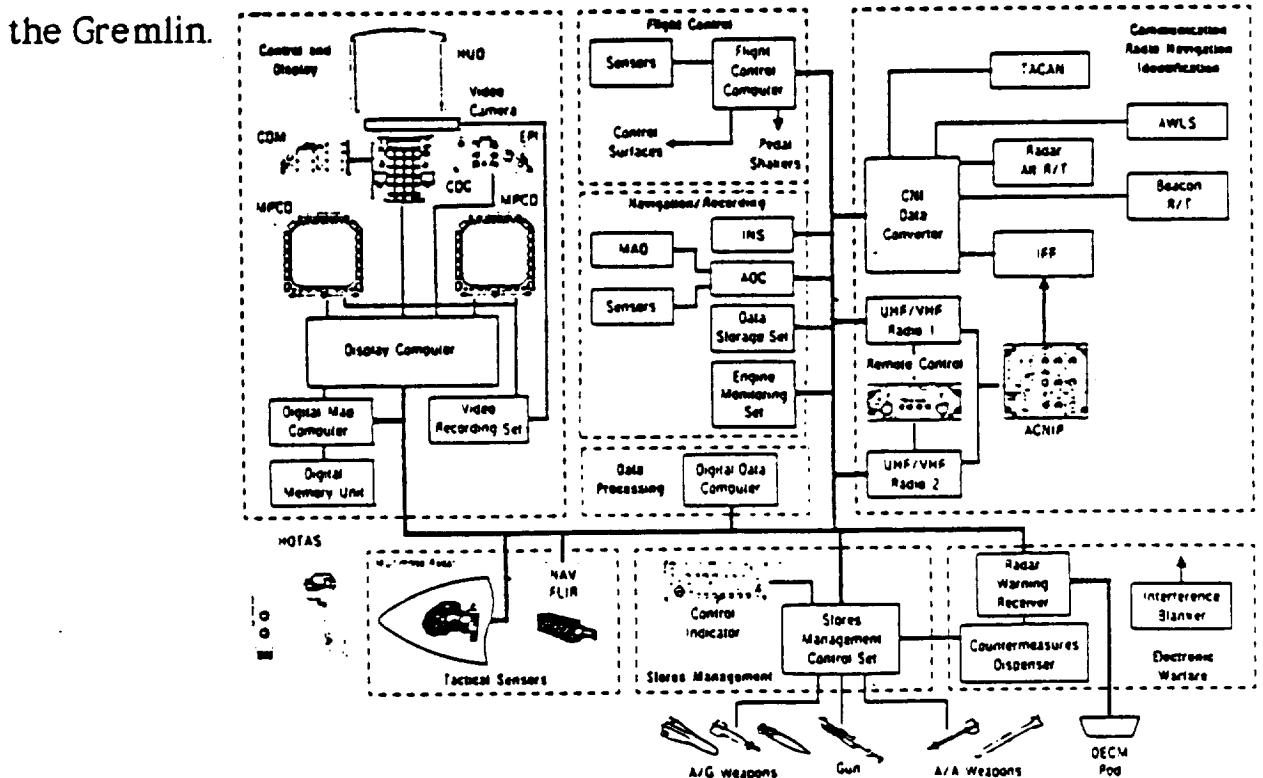 the Gremlin.
Control and
Display
HUD
Video
Camera
CDM
EPI
CDG
MPCD
MPCD
Display Computer
Digital Map
Computer
Video
Recording Set
Digital
Memory Unit
HOTAS
Flight Control
Sensors
Flight
Control
Computer
Control
Surfaces
Pedal
Shakers
Navigation/Recording
INS
MAD
ADC
Sensors
Data
Storage Set
Engine
Monitoring
Set
Data
Processing
Digital Data
Computer
Communication
Radio Navigation
Identification
TACAN
AWLS
Radar
Alt R/T
CNI
Data
Converter
Beacon
R/T
IFF
UHF/VHF
Radio 1
Remote Control
ACNIP
UHF/VHF
Radio 2
NAV
FLIR
Tactical Sensors
Control
Indicator
Stores
Management
Control Set
Stores Management
Radar
Warning
Receiver
Interference
Blanker
Countermeasures
Dispenser
Electronic
Warfare
A/G Weapons
Gun
A/A Weapons
DECM
Pod